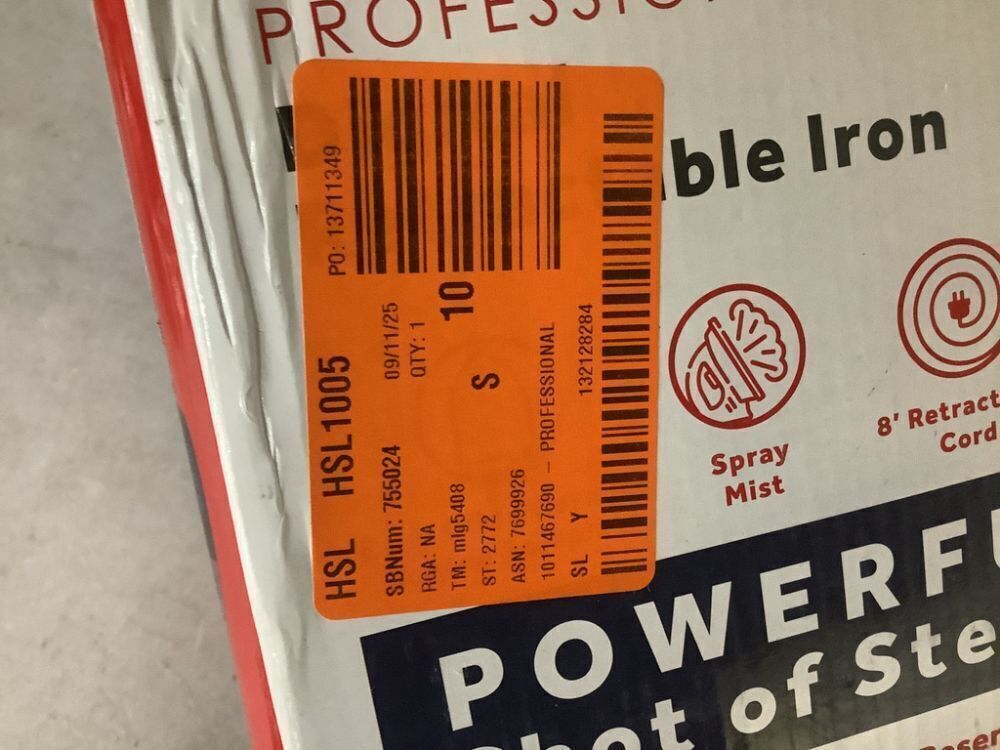 PROFESSIO
ble Iron
HSL HSL1005
PO: 13711349
SBNum: 755024 09/11/25
RGA: NA QTY: 1
TM: mlg5408 10
ST: 2772 S
ASN: 7699926
1011467690 - PROFESSIONAL
SL Y 132128284
Spray
Mist
8' Retract
Cord
POWERFU
Shot of Ste